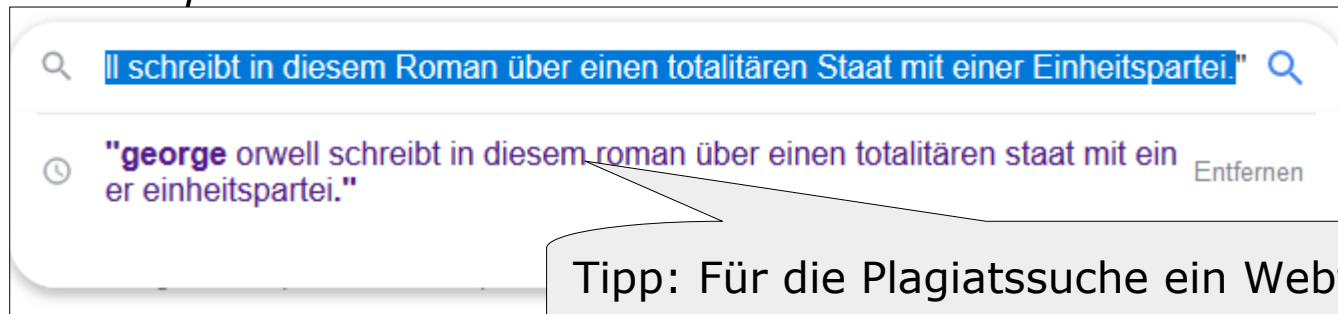 ll schreibt in diesem Roman über einen totalitären Staat mit einer Einheitspartei."
"george orwell schreibt in diesem roman über einen totalitären staat mit ein
er einheitspartei."
Entfernen
Tipp: Für die Plagiatssuche ein Web